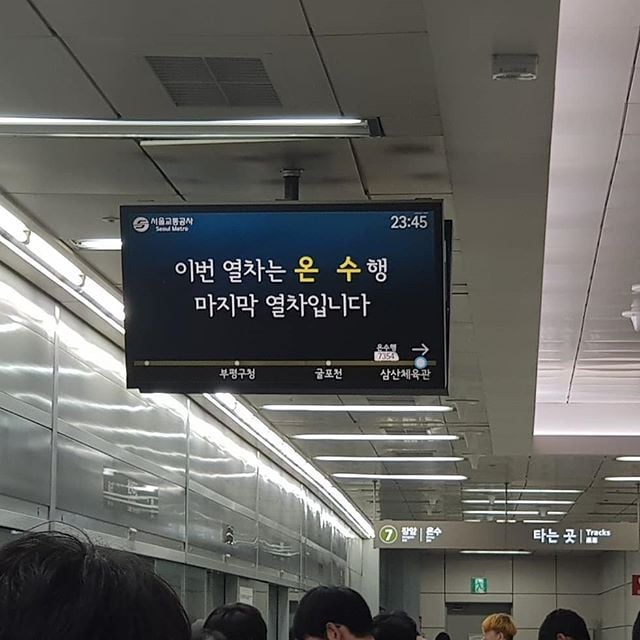 서울교통공사
Seoul Metro
23:45
이번 열차는 온 수 행
마지막 열차입니다
온수행
7354
부평구청 굴포천 삼산체육관
7 온수
타는 곳 Tracks